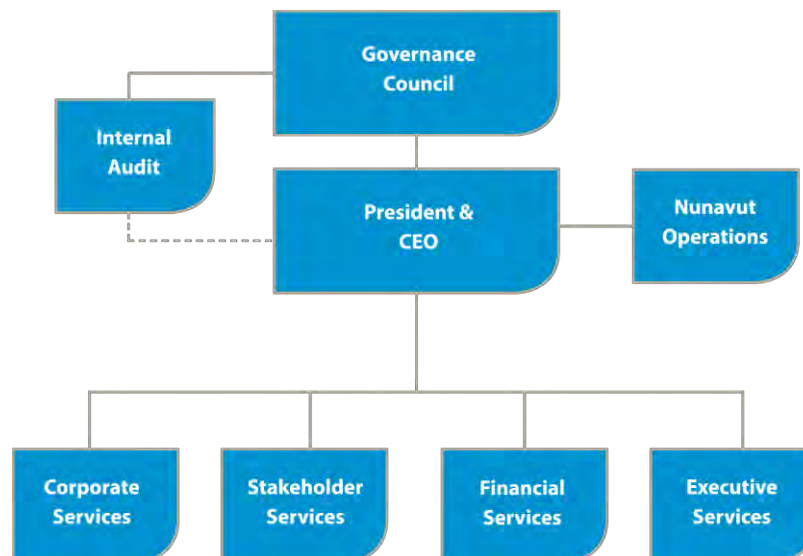 Governance
Council
Internal
Audit
President &
CEO
Nunavut
Operations
Corporate
Services
Stakeholder
Services
Financial
Services
Executive
Services